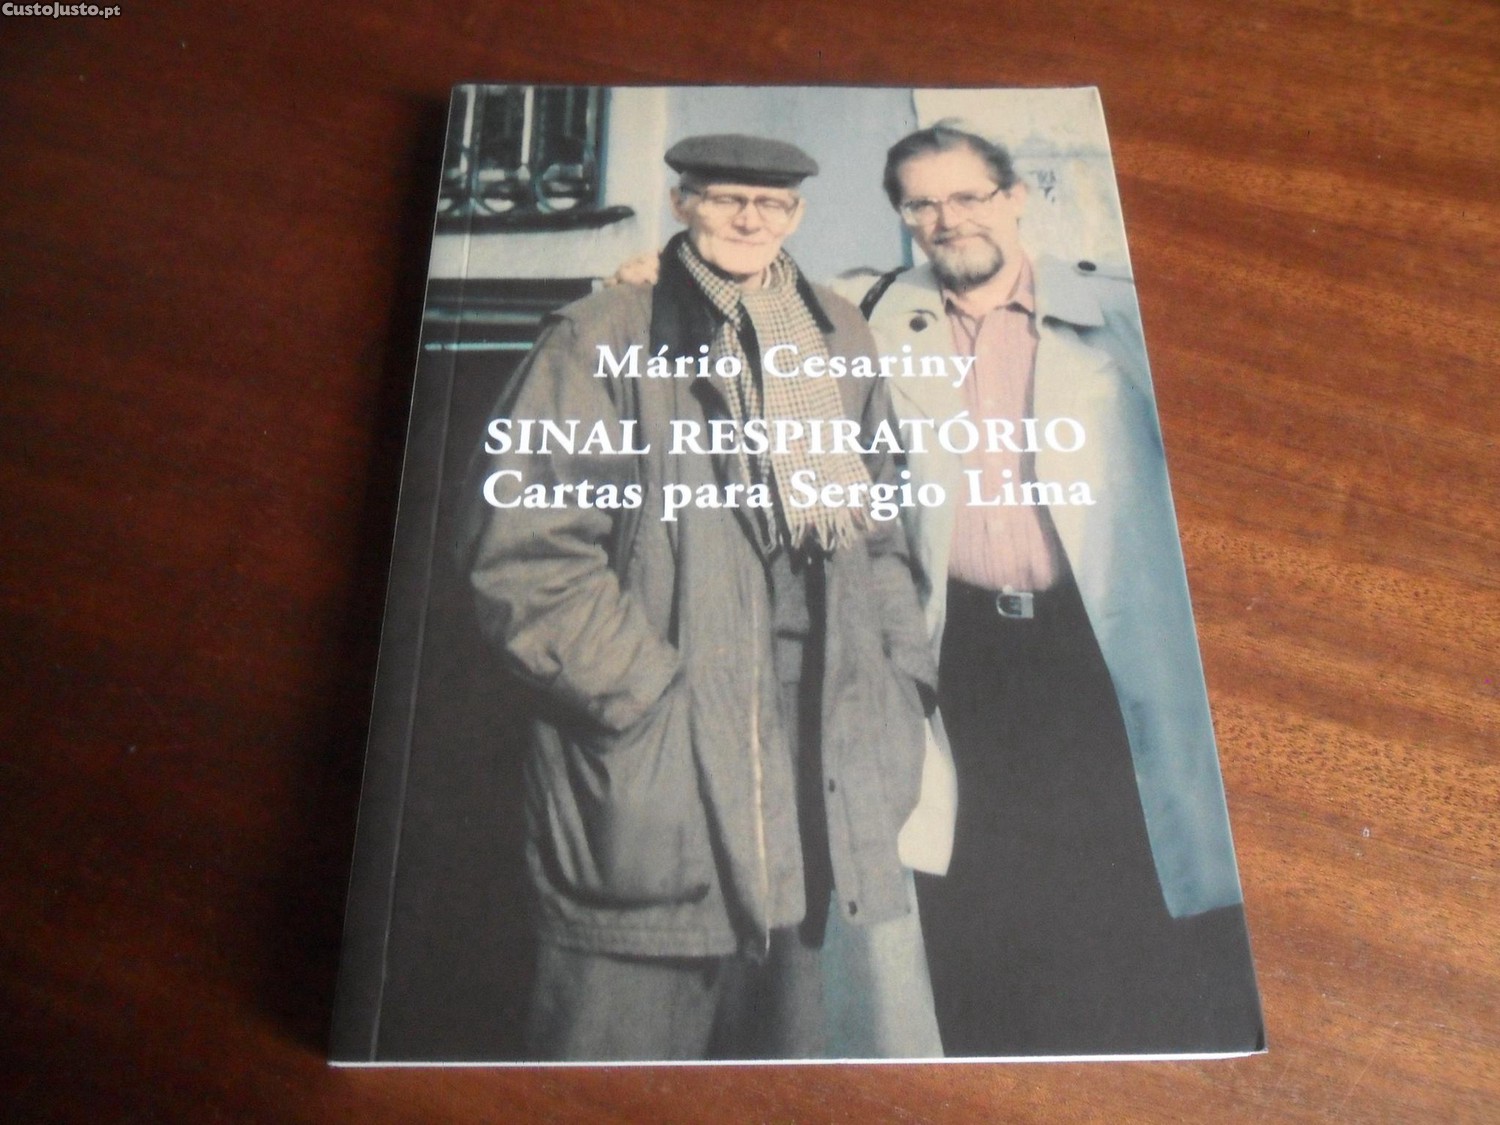 CustoJusto.pt
Mário Cesariny
SINAL RESPIRATÓRIO
Cartas para Sergio Lima